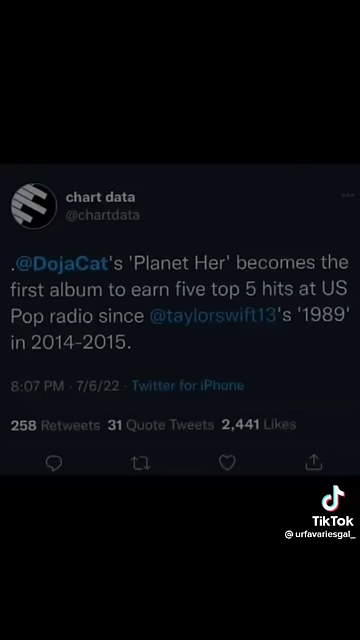 chart data
@chartdata
.@DojaCat's 'Planet Her' becomes the
first album to earn five top 5 hits at US
Pop radio since @taylorswift13's '1989'
in 2014-2015.
8:07 PM · 7/6/22 · Twitter for iPhone
258 Retweets 31 Quote Tweets 2,441 Likes
TikTok
@urfavariesgal_